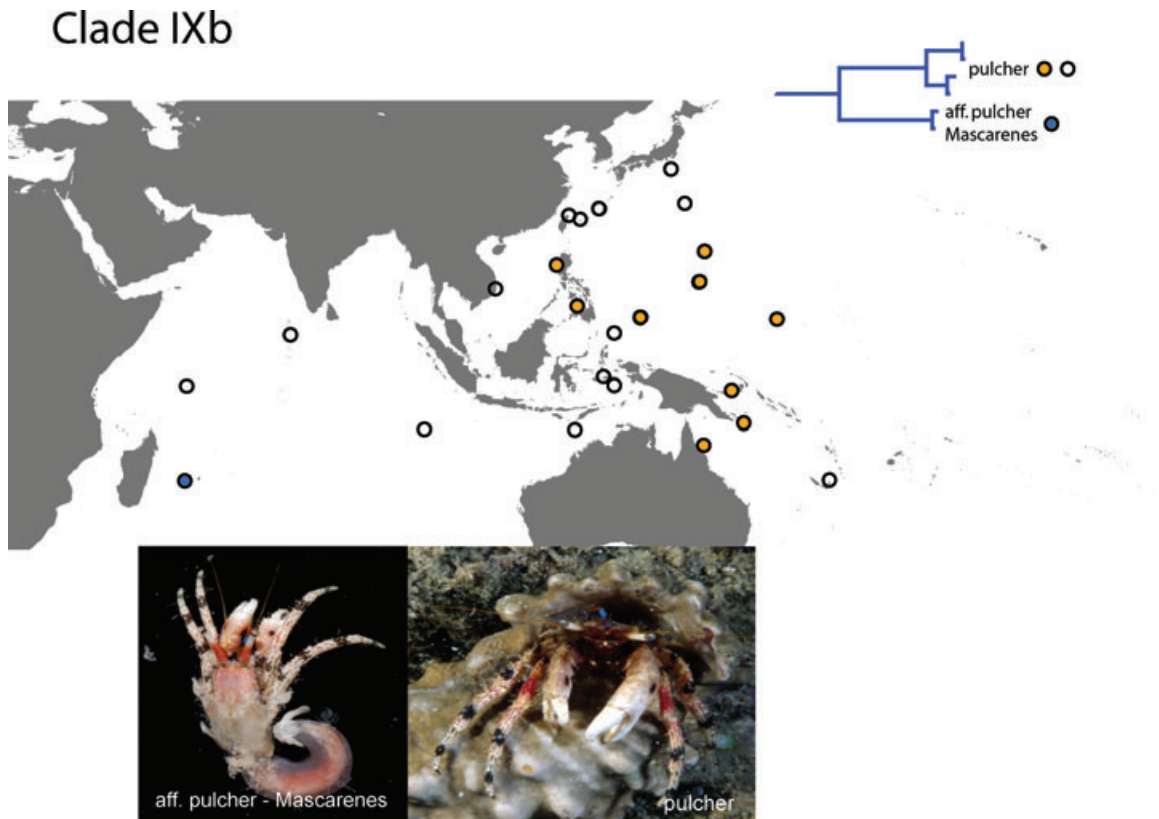 Clade IXb
pulcher
aff. pulcher
Mascarenes
aff. pulcher - Mascarenes
pulcher